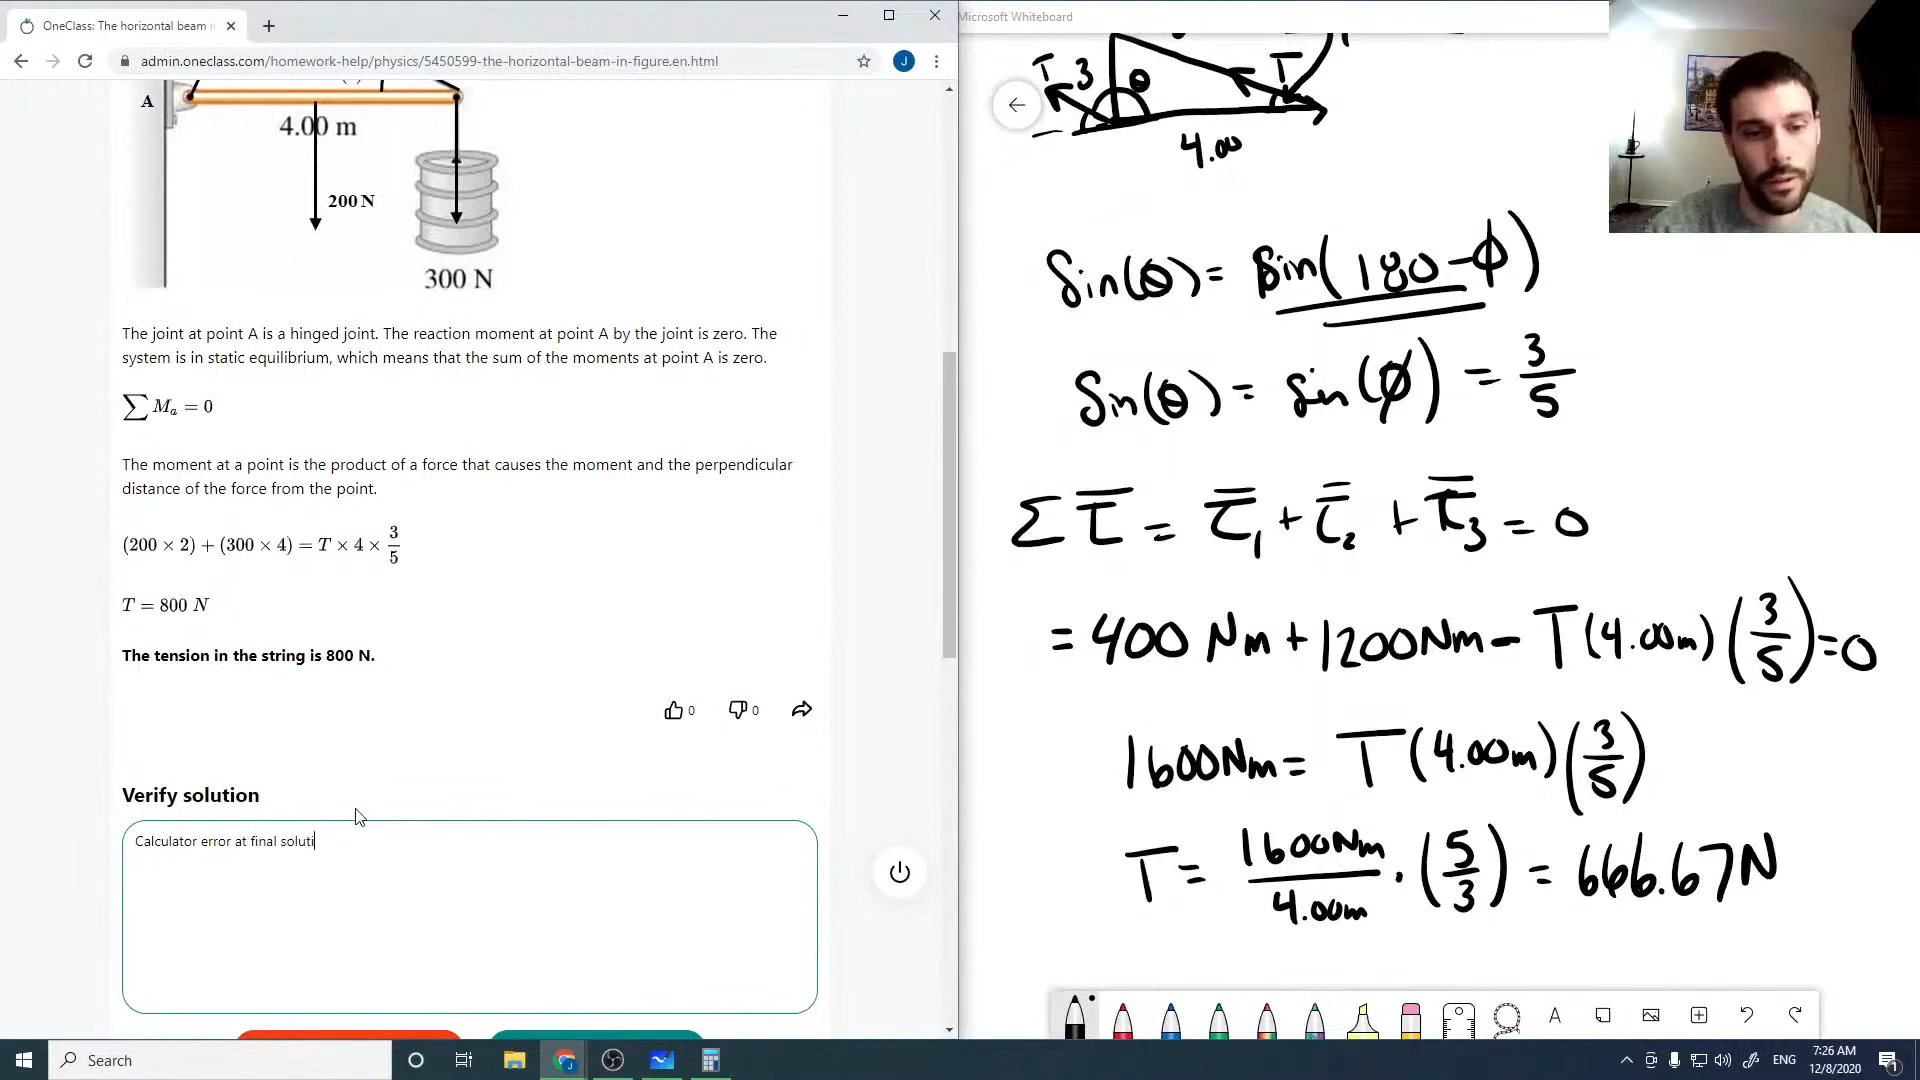 OneClass: The horizontal beam in
Microsoft Whiteboard
admin.oneclass.com/homework-help/physics/5450599-the-horizontal-beam-in-figure.en.html
J
A
4.00 m
200 N
300 N
The joint at point A is a hinged joint. The reaction moment at point A by the joint is zero. The
system is in static equilibrium, which means that the sum of the moments at point A is zero.
∑ Mₐ = 0
The moment at a point is the product of a force that causes the moment and the perpendicular
distance of the force from the point.
(200 × 2) + (300 × 4) = T × 4 × 3/5
T = 800 N
The tension in the string is 800 N.
0 0
Verify solution
Calculator error at final soluti
T 3 θ T
4.00
Sin(θ) = Sin(180-ϕ)
Sin(θ) = sin(ϕ) = 3/5
Σ τ = τ₁ + τ₂ + τ₃ = 0
= 400 Nm + 1200Nm - T(4.00m)(3/5)=0
1600Nm = T(4.00m)(3/5)
T = 1600Nm/4.00m · (5/3) = 666.67N
A
Search
ENG
7:26 AM
12/8/2020
1